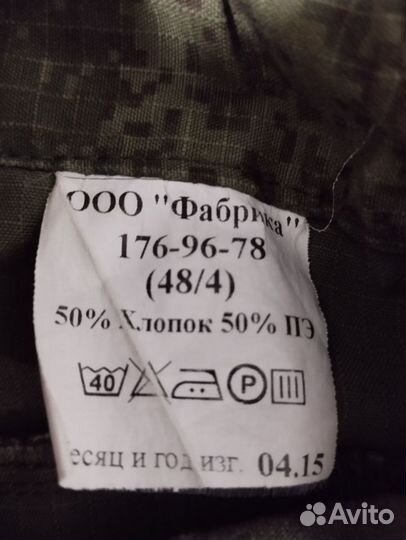 ООО "Фабрика"
176-96-78
(48/4)
50% Хлопок 50% ПЭ
40 P
есяц и год изг. 04.15
Avito